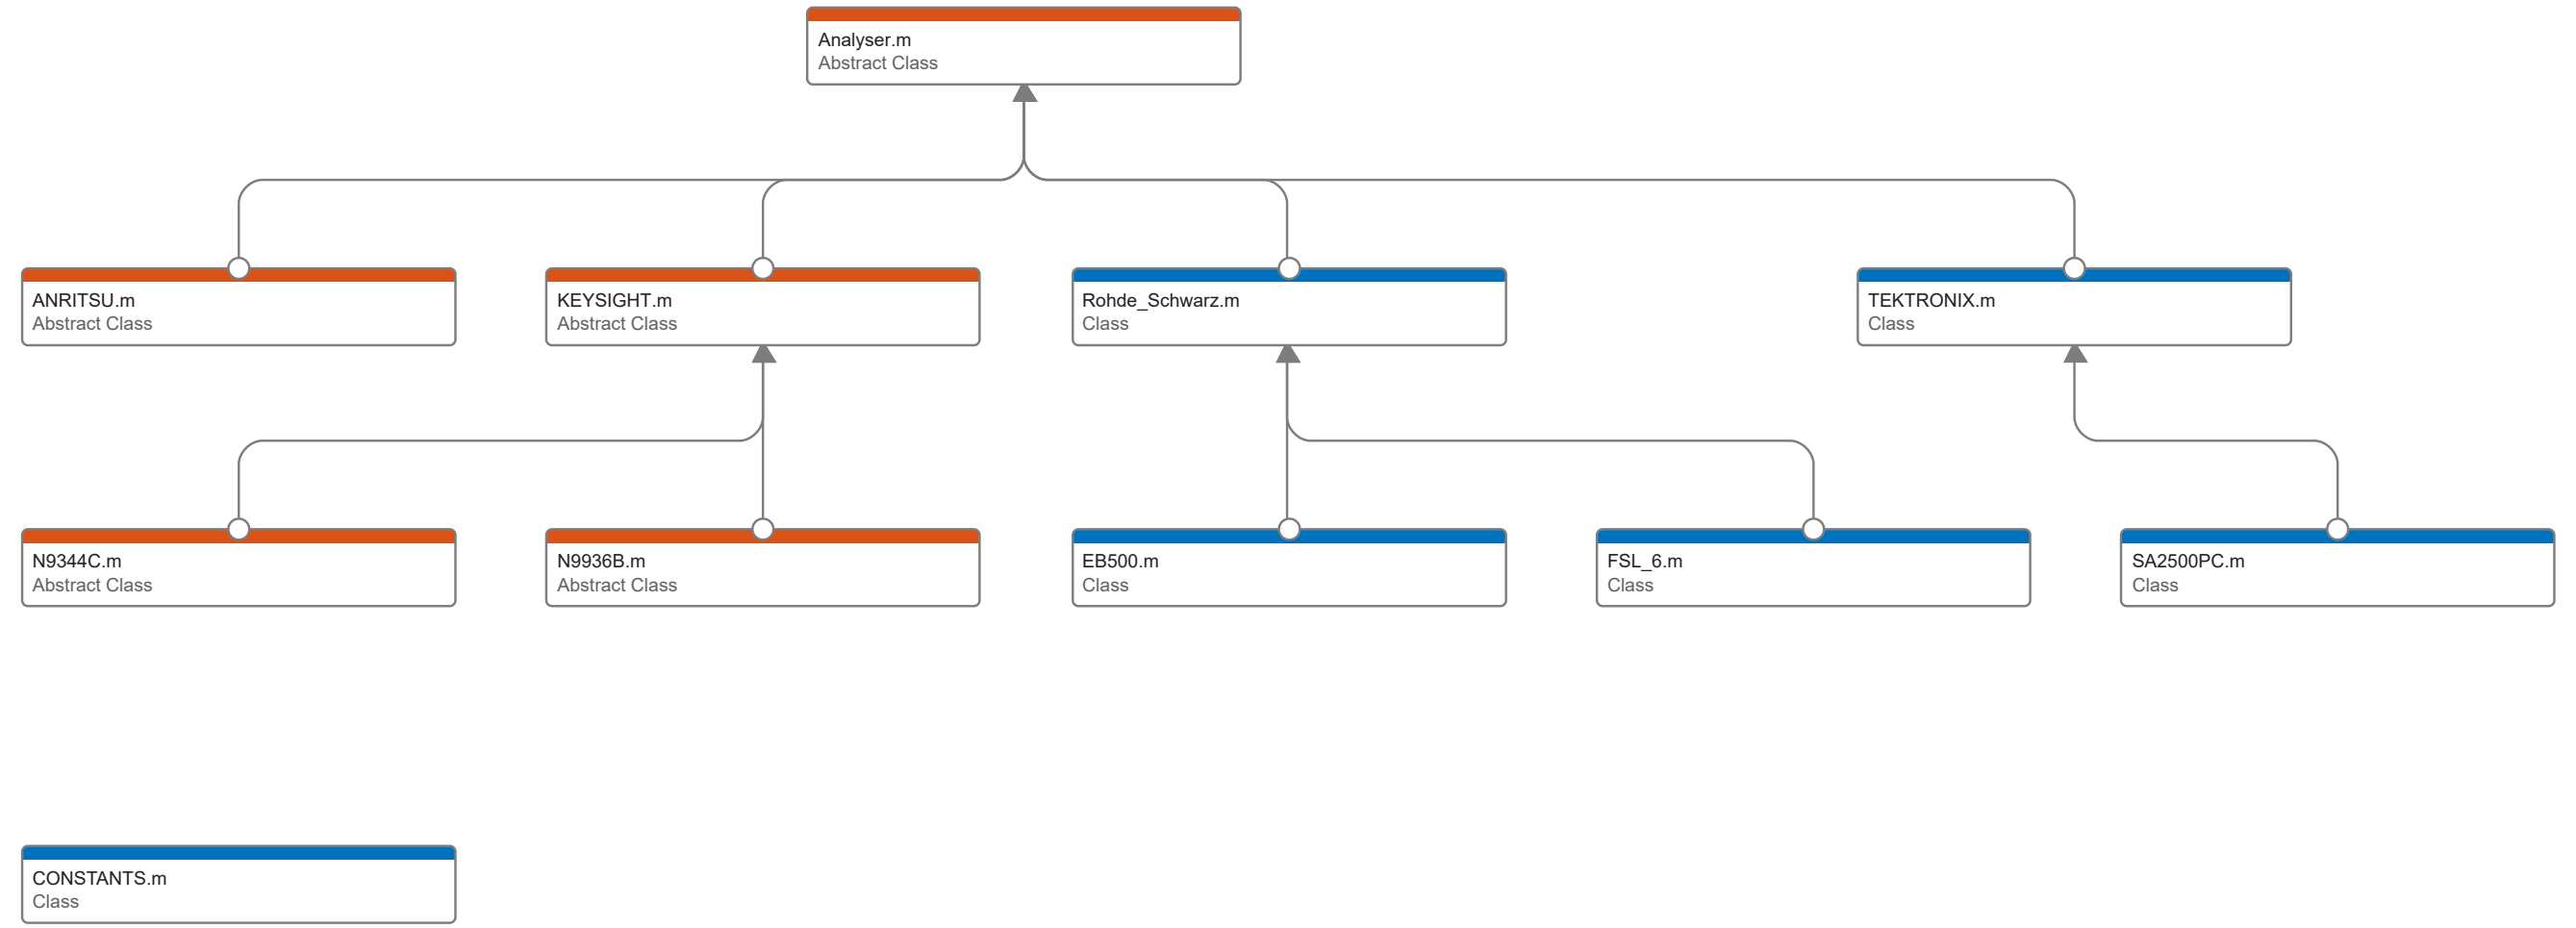 Analyser.m
Abstract Class
ANRITSU.m
Abstract Class
KEYSIGHT.m
Abstract Class
Rohde_Schwarz.m
Class
TEKTRONIX.m
Class
N9344C.m
Abstract Class
N9936B.m
Abstract Class
EB500.m
Class
FSL_6.m
Class
SA2500PC.m
Class
CONSTANTS.m
Class